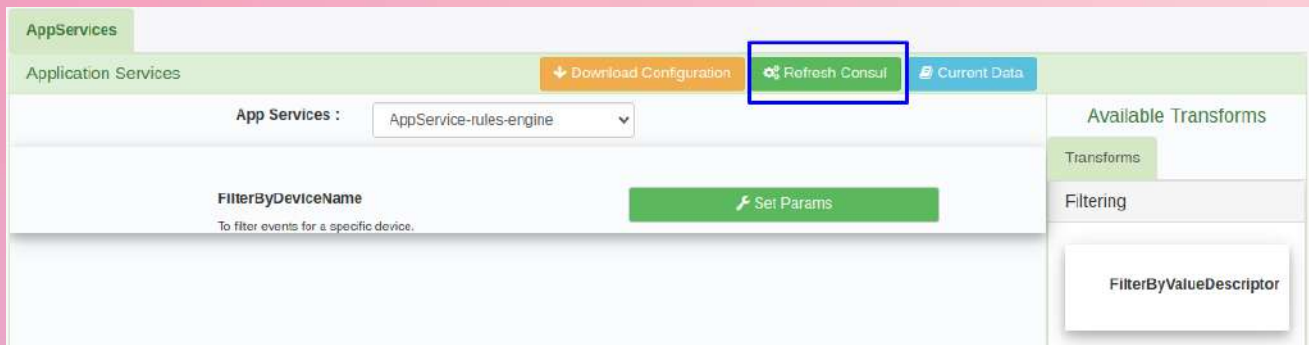 AppServices
Application Services
Download Configuration
Refresh Consul
Current Data
App Services :
AppService-rules-engine
Available Transforms
Transforms
FilterByDeviceName
Set Params
Filtering
To filter events for a specific device.
FilterByValueDescriptor